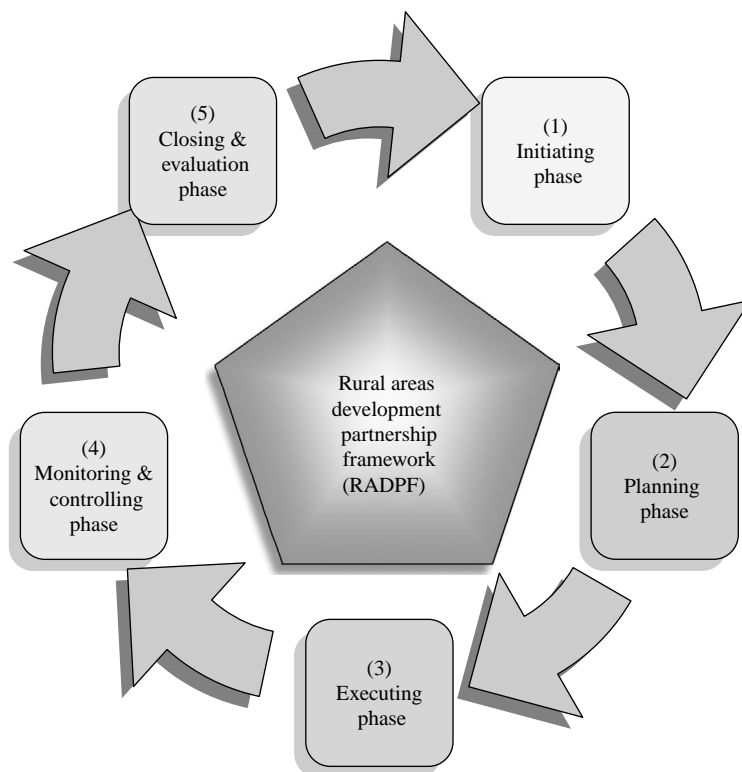 (1)
Initiating
phase
(2)
Planning
phase
(3)
Executing
phase
(4)
Monitoring &
controlling
phase
(5)
Closing &
evaluation
phase
Rural areas
development
partnership
framework
(RADPF)